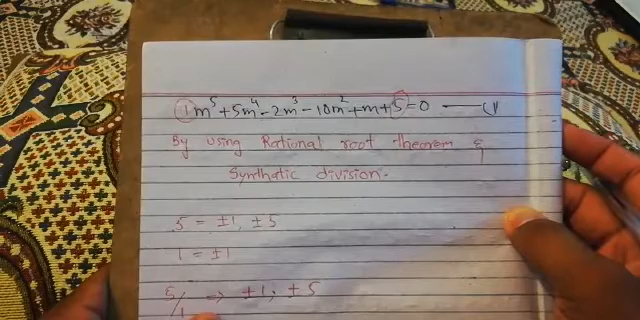 1m⁵+5m⁴-2m³-10m²+m+5=0 —(1)
By using Rational root theorem &
Synthatic division.
5 = ±1, ±5
1 = ±1
5/1 => ±1, ±5